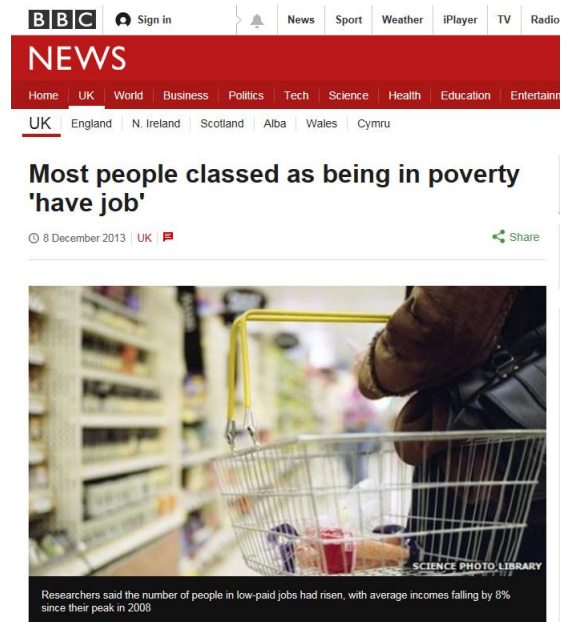 BBC Sign in News Sport Weather iPlayer TV Radio
NEWS
Home UK World Business Politics Tech Science Health Education Entertainm
UK England N. Ireland Scotland Alba Wales Cymru
Most people classed as being in poverty
'have job'
8 December 2013 UK Share
SCIENCE PHOTO LIBRARY
Researchers said the number of people in low-paid jobs had risen, with average incomes falling by 8%
since their peak in 2008